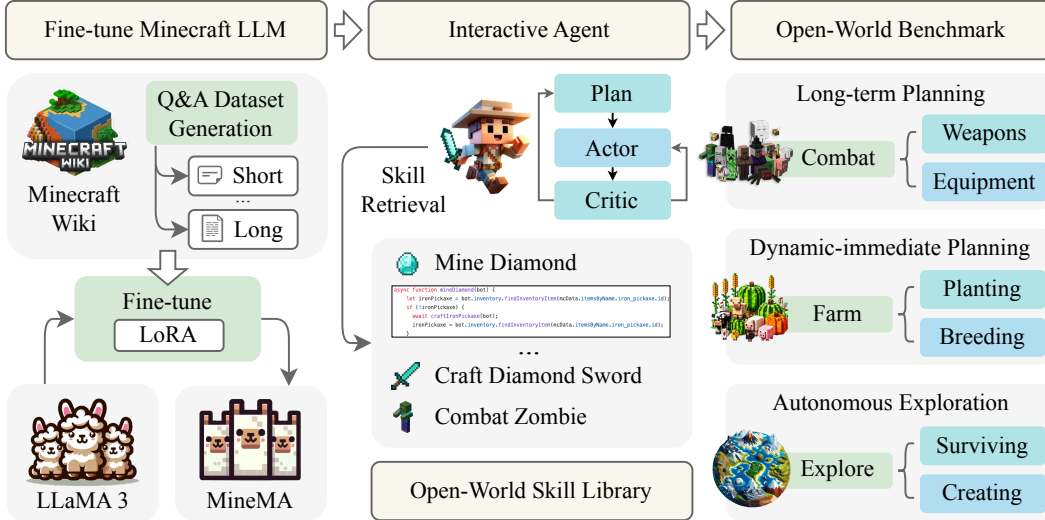 Fine-tune Minecraft LLM
Interactive Agent
Open-World Benchmark
MINECRAFT
WIKI
Minecraft
Wiki
Q&A Dataset
Generation
Short
...
Long
Fine-tune
LoRA
LLaMA 3
MineMA
Plan
Actor
Critic
Skill
Retrieval
Mine Diamond
async function mineDiamond(bot) {
let ironPickaxe = bot.inventory.findInventoryItem(mcData.itemsByName.iron_pickaxe.id);
if (!ironPickaxe) {
await craftIronPickaxe(bot);
ironPickaxe = bot.inventory.findInventoryItem(mcData.itemsByName.iron_pickaxe.id);
}
...
Craft Diamond Sword
Combat Zombie
Open-World Skill Library
Long-term Planning
Combat
Weapons
Equipment
Dynamic-immediate Planning
Farm
Planting
Breeding
Autonomous Exploration
Explore
Surviving
Creating